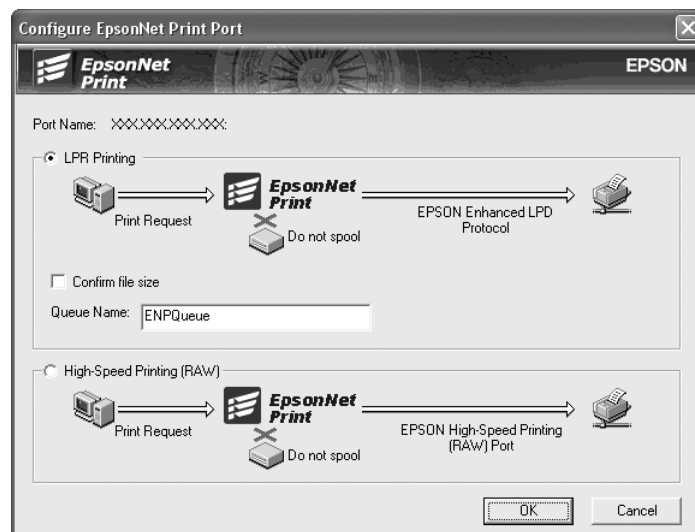 Configure EpsonNet Print Port
EpsonNet
Print
EPSON
Port Name: XXX.XXX.XXX.XXX:
LPR Printing
EpsonNet
Print
Print Request
Do not spool
EPSON Enhanced LPD
Protocol
Confirm file size
Queue Name: ENPQueue
High-Speed Printing (RAW)
EpsonNet
Print
Print Request
Do not spool
EPSON High-Speed Printing
(RAW) Port
OK
Cancel